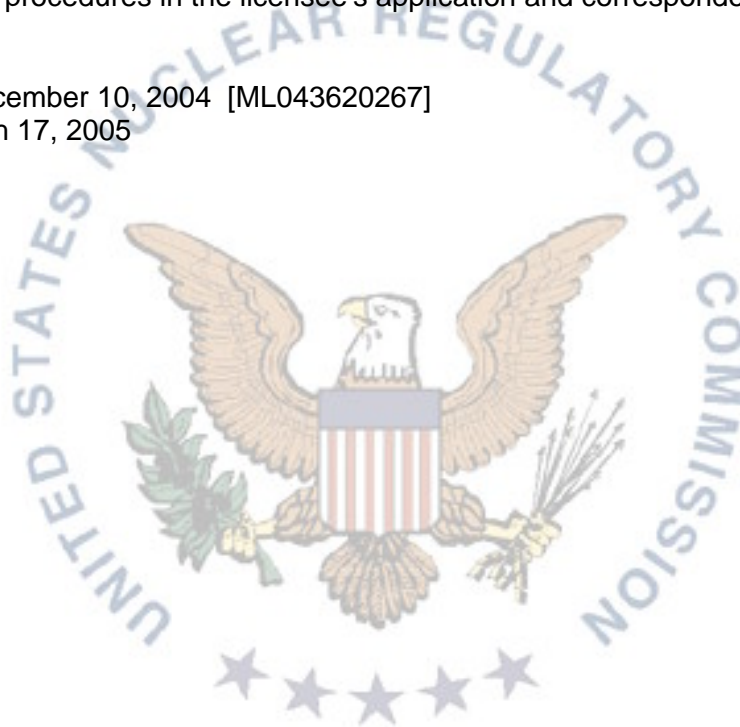 procedures in the licensee's application and corresponde
cember 10, 2004 [ML043620267]
17, 2005
UNITED STATES NUCLEAR REGULATORY COMMISSION